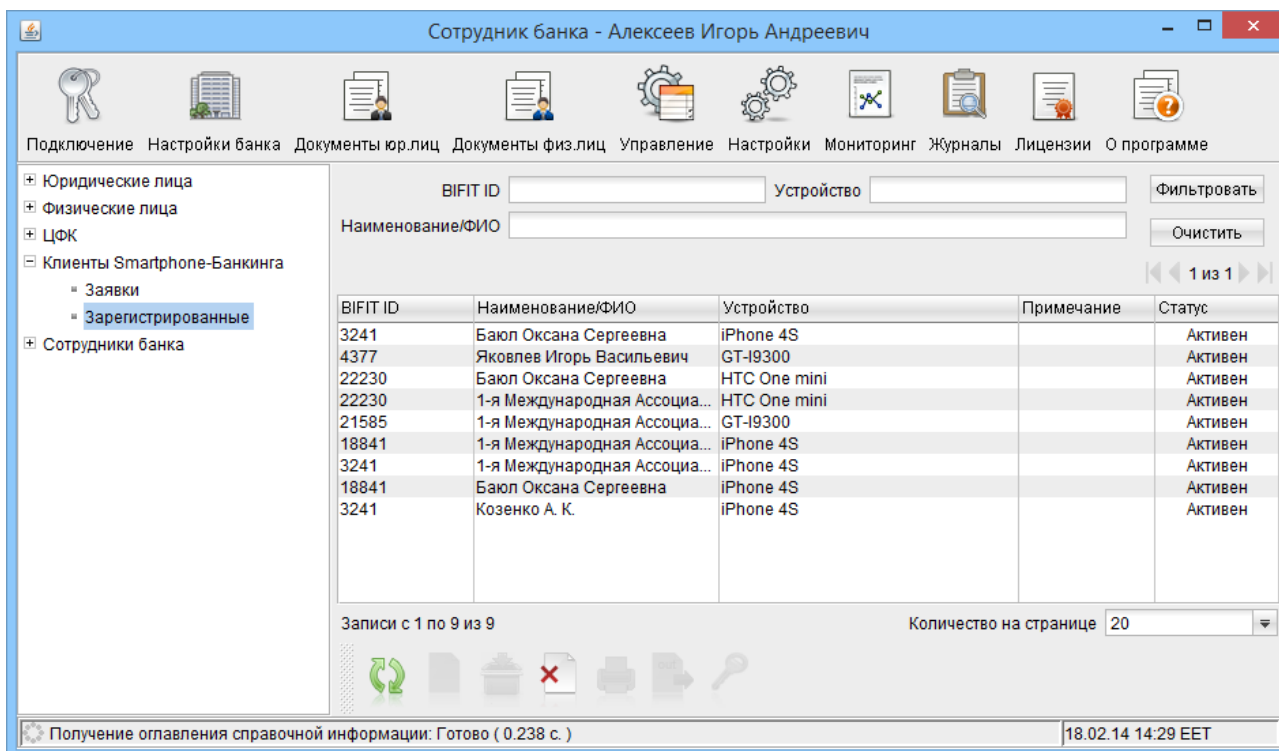 Сотрудник банка - Алексеев Игорь Андреевич
Подключение Настройки банка Документы юр.лиц Документы физ.лиц Управление Настройки Мониторинг Журналы Лицензии О программе
Юридические лица
Физические лица
ЦФК
Клиенты Smartphone-Банкинга
Заявки
Зарегистрированные
Сотрудники банка
BIFIT ID Устройство Фильтровать
Наименование/ФИО Очистить
1 из 1
BIFIT ID Наименование/ФИО Устройство Примечание Статус
3241 Баюл Оксана Сергеевна iPhone 4S Активен
4377 Яковлев Игорь Васильевич GT-I9300 Активен
22230 Баюл Оксана Сергеевна HTC One mini Активен
22230 1-я Международная Ассоциа... HTC One mini Активен
21585 1-я Международная Ассоциа... GT-I9300 Активен
18841 1-я Международная Ассоциа... iPhone 4S Активен
3241 1-я Международная Ассоциа... iPhone 4S Активен
18841 Баюл Оксана Сергеевна iPhone 4S Активен
3241 Козенко А. К. iPhone 4S Активен
Записи с 1 по 9 из 9 Количество на странице 20
Получение оглавления справочной информации: Готово ( 0.238 с. ) 18.02.14 14:29 EET